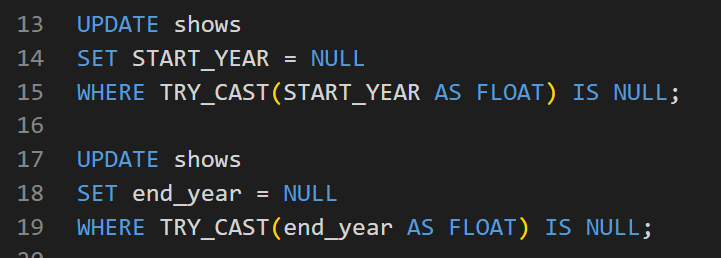 13 UPDATE shows
14 SET START_YEAR = NULL
15 WHERE TRY_CAST(START_YEAR AS FLOAT) IS NULL;
16
17 UPDATE shows
18 SET end_year = NULL
19 WHERE TRY_CAST(end_year AS FLOAT) IS NULL;